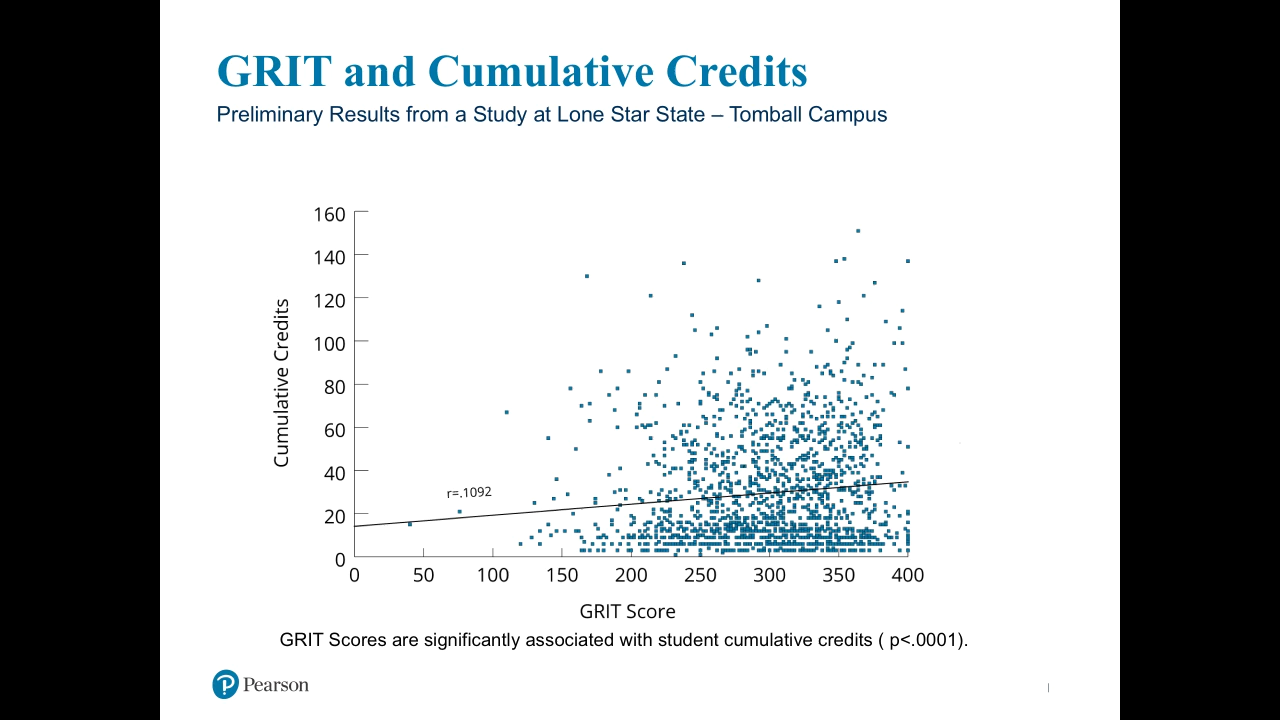 GRIT and Cumulative Credits
Preliminary Results from a Study at Lone Star State – Tomball Campus
160
140
120
100
80
60
40
20
0
Cumulative Credits
r=.1092
0 50 100 150 200 250 300 350 400
GRIT Score
GRIT Scores are significantly associated with student cumulative credits ( p<.0001).
Pearson
|